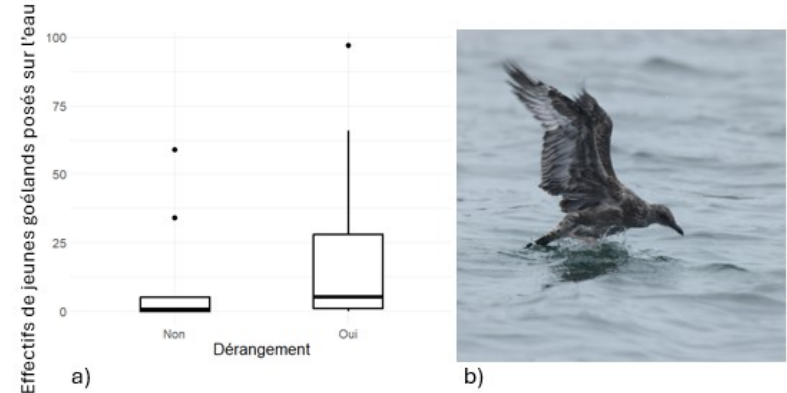 Effectifs de jeunes goélands posés sur l'eau
100
75
50
25
0
Non
Oui
Dérangement
a)
b)